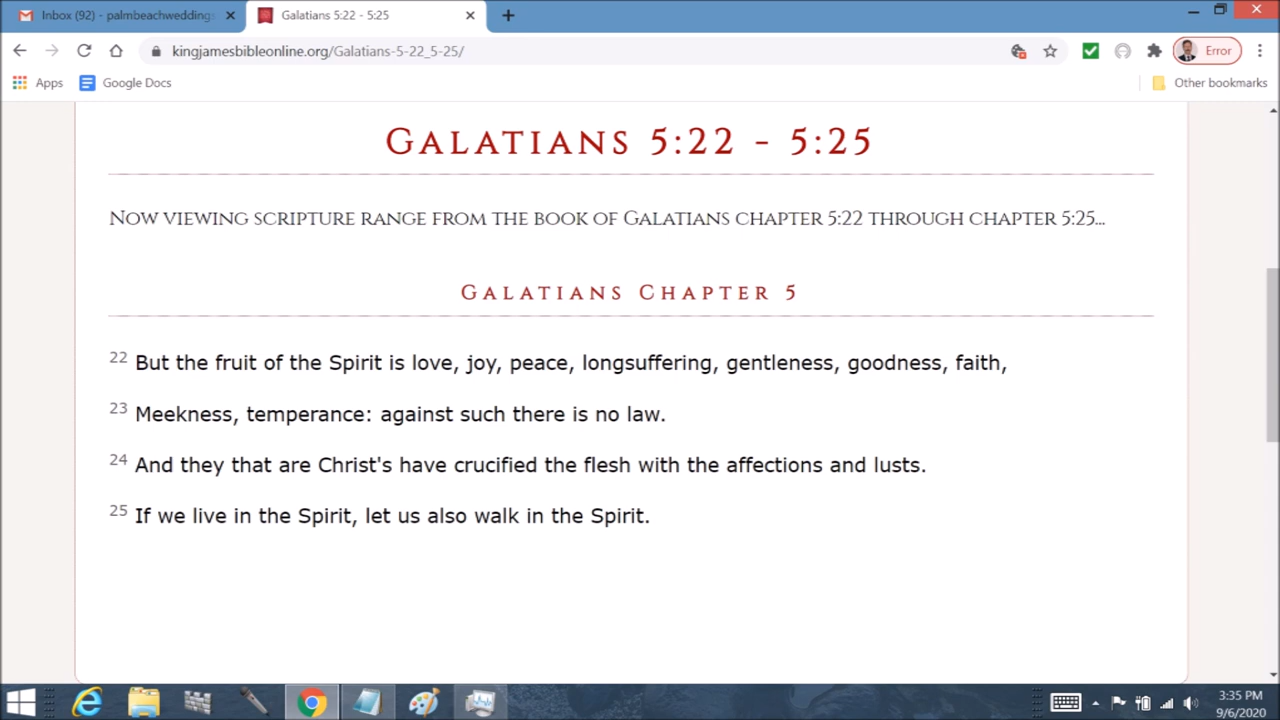 Inbox (92) - palmbeachwedding
Galatians 5:22 - 5:25
kingjamesbibleonline.org/Galatians-5-22_5-25/
Error
Apps
Google Docs
Other bookmarks
Galatians 5:22 - 5:25
Now viewing scripture range from the book of Galatians chapter 5:22 through chapter 5:25...
Galatians Chapter 5
22 But the fruit of the Spirit is love, joy, peace, longsuffering, gentleness, goodness, faith,
23 Meekness, temperance: against such there is no law.
24 And they that are Christ's have crucified the flesh with the affections and lusts.
25 If we live in the Spirit, let us also walk in the Spirit.
3:35 PM
9/6/2020